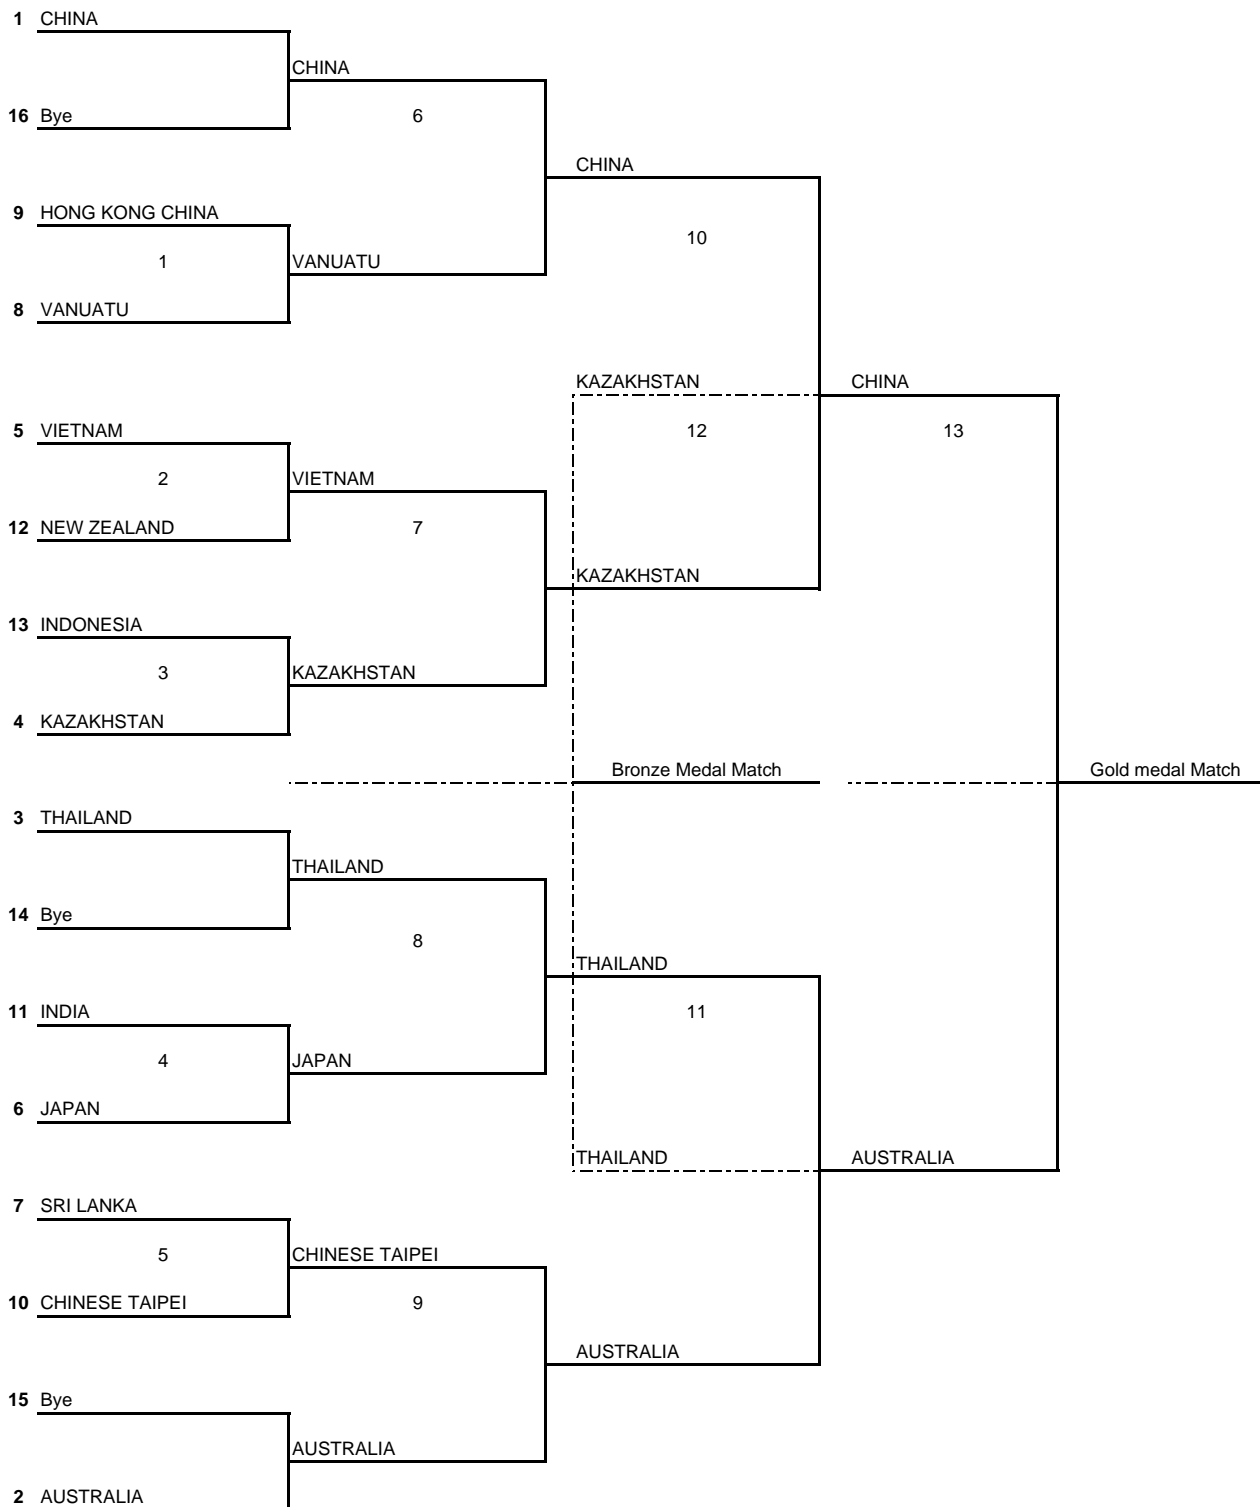 1 CHINA
CHINA
16 Bye 6
CHINA
9 HONG KONG CHINA
10
1 VANUATU
8 VANUATU
KAZAKHSTAN CHINA
5 VIETNAM 12 13
2 VIETNAM
12 NEW ZEALAND 7
KAZAKHSTAN
13 INDONESIA
3 KAZAKHSTAN
4 KAZAKHSTAN
Bronze Medal Match Gold medal Match
3 THAILAND
THAILAND
14 Bye
8
THAILAND
11 INDIA 11
4 JAPAN
6 JAPAN
THAILAND AUSTRALIA
7 SRI LANKA
5 CHINESE TAIPEI
10 CHINESE TAIPEI 9
AUSTRALIA
15 Bye
AUSTRALIA
2 AUSTRALIA